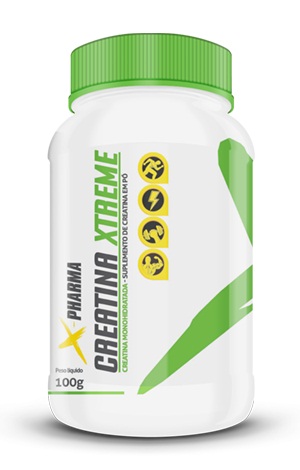 X-PHARMA
CREATINA XTREME
CREATINA MONOHIDRATADA - SUPLEMENTO DE CREATINA EM PÓ
Peso líquido
100g